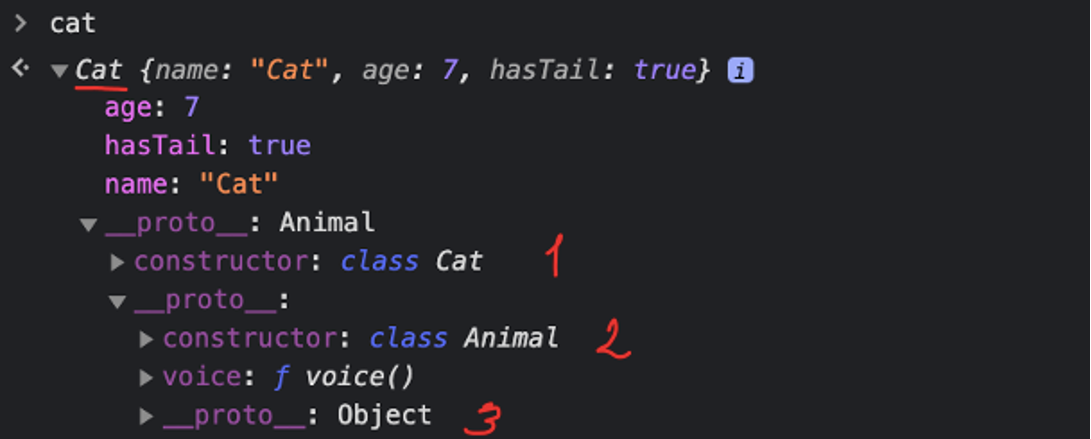 > cat
Cat {name: "Cat", age: 7, hasTail: true} i
age: 7
hasTail: true
name: "Cat"
__proto__: Animal
constructor: class Cat 1
__proto__:
constructor: class Animal 2
voice: ƒ voice()
__proto__: Object 3